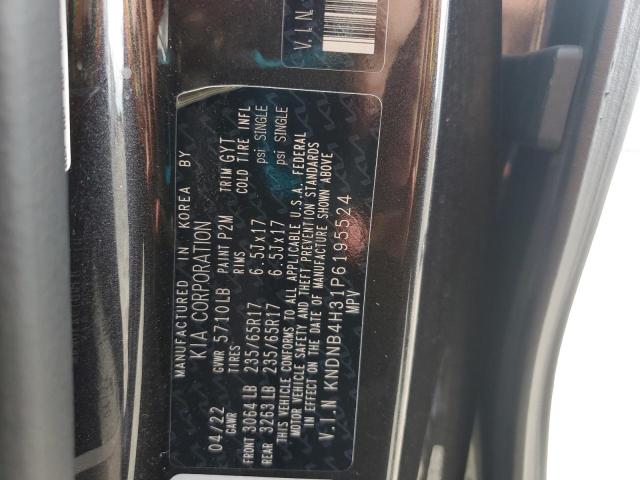 V.I.N
MANUFACTURED IN KOREA BY
KIA CORPORATION
04/22 GVWR 5710LB PAINT P2M TRIM GYT
GAWR TIRES RIMS COLD TIRE INFL
FRONT 3064LB 235/65R17 6.5Jx17 psi SINGLE
REAR 3263LB 235/65R17 6.5Jx17 psi SINGLE
THIS VEHICLE CONFORMS TO ALL APPLICABLE U.S.A. FEDERAL
MOTOR VEHICLE SAFETY AND THEFT PREVENTION STANDARDS
IN EFFECT ON THE DATE OF MANUFACTURE SHOWN ABOVE
V.I.N KNDNB4H31P6195524
MPV